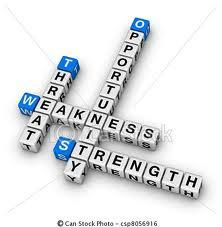 OPPORTUNITY
THREAT
WEAKNESS
STRENGTH
© Can Stock Photo - csp8056916